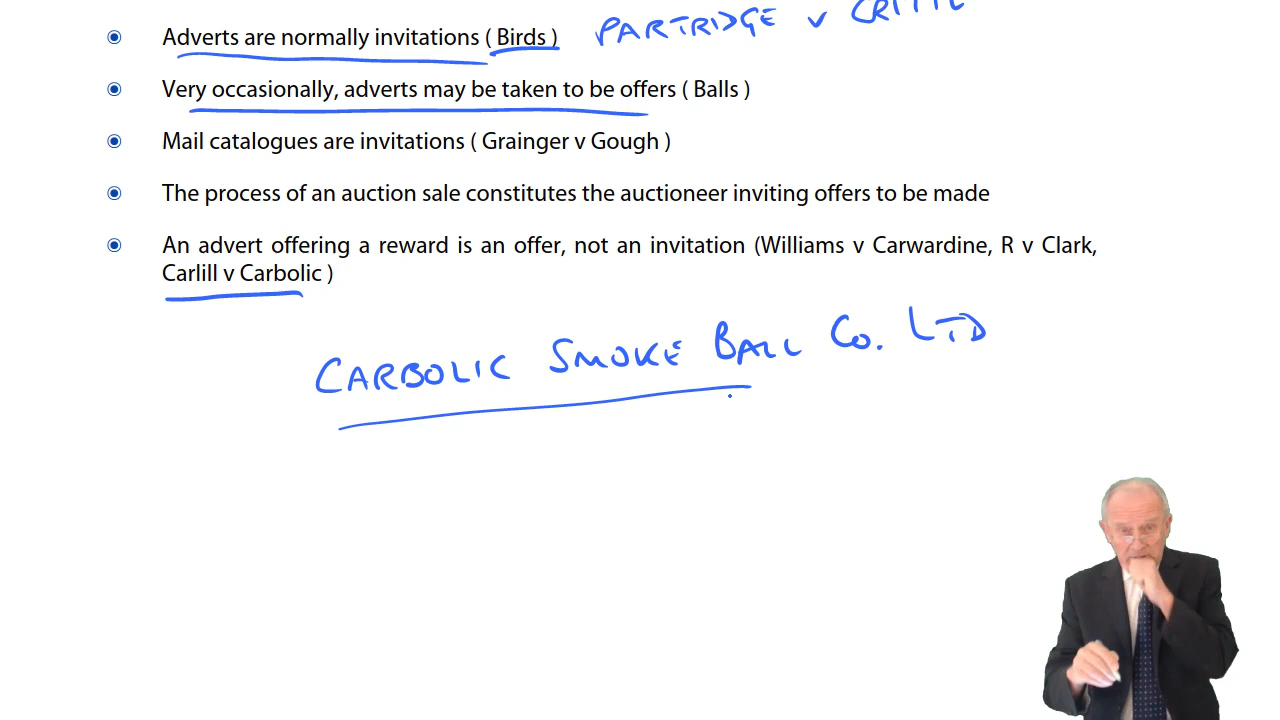 PARTRIDGE v
Adverts are normally invitations ( Birds )
Very occasionally, adverts may be taken to be offers ( Balls )
Mail catalogues are invitations ( Grainger v Gough )
The process of an auction sale constitutes the auctioneer inviting offers to be made
An advert offering a reward is an offer, not an invitation (Williams v Carwardine, R v Clark,
Carlill v Carbolic )
CARBOLIC SMOKE BALL Co. LTD